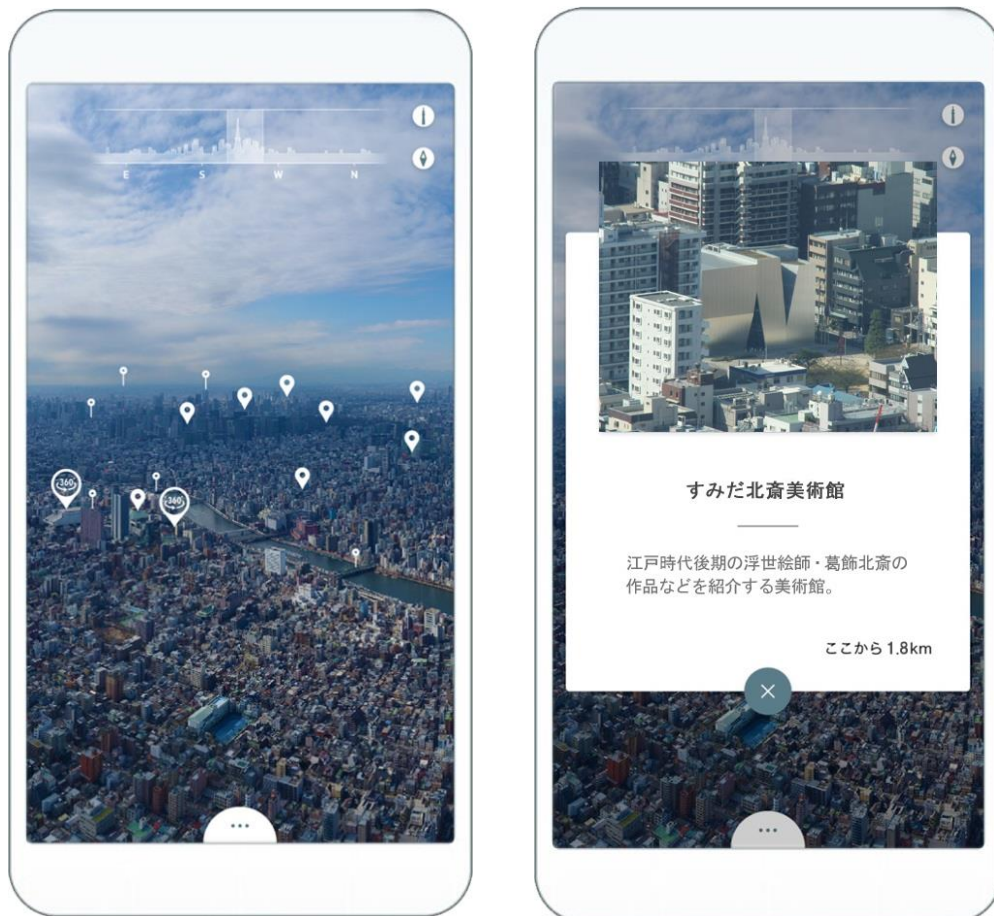 E S W N
360
360
すみだ北斎美術館
江戸時代後期の浮世絵師・葛飾北斎の
作品などを紹介する美術館。
ここから1.8km